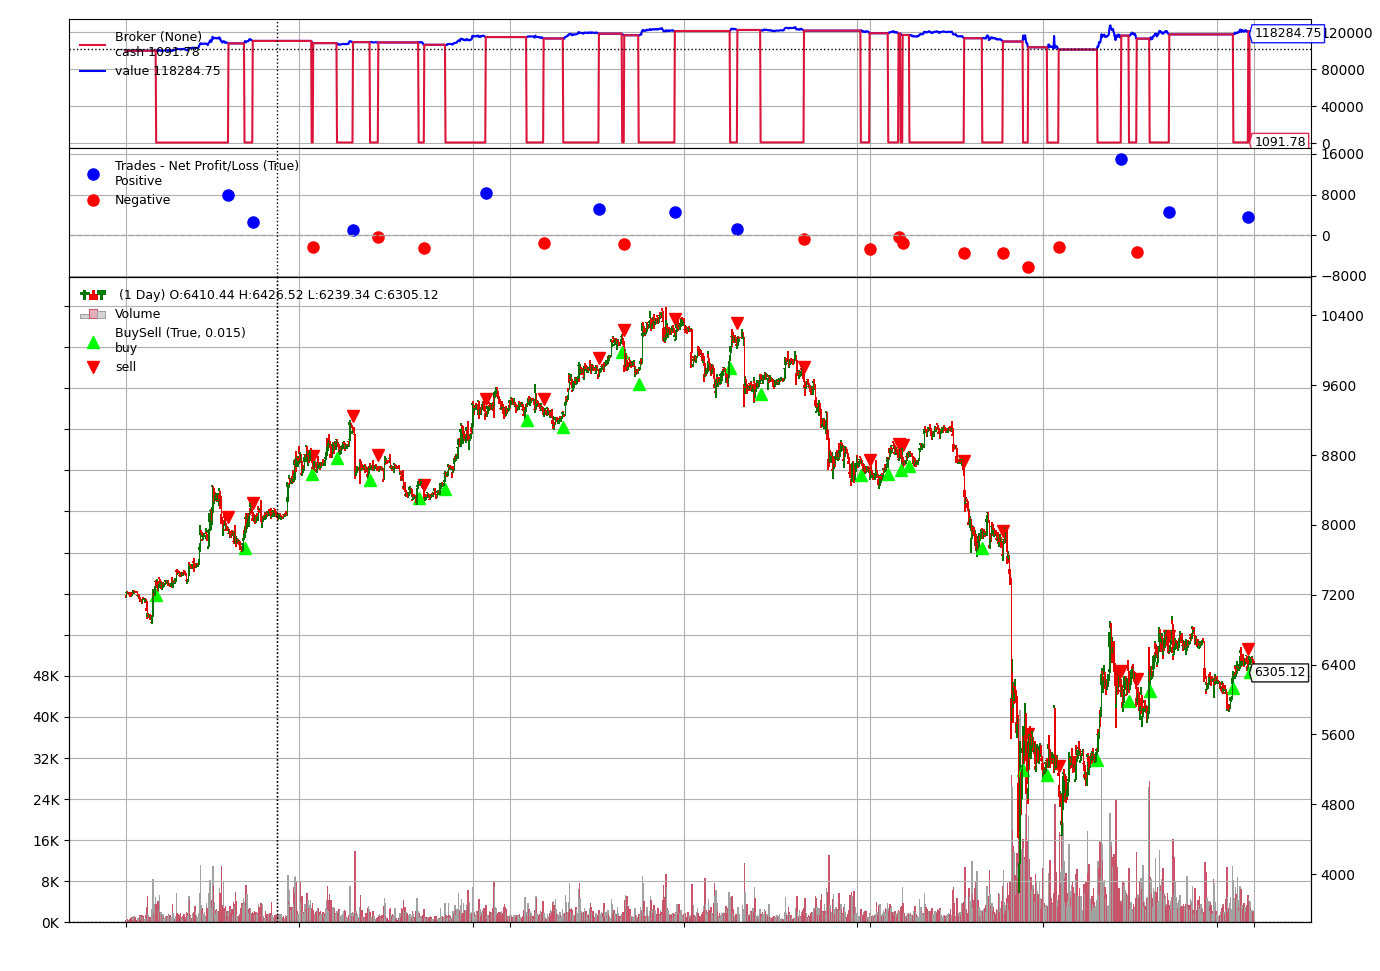 Broker (None)
cash 1091.78
value 118284.75
118284.75
120000
80000
40000
0
1091.78
Trades - Net Profit/Loss (True)
Positive
Negative
16000
8000
0
−8000
(1 Day) O:6410.44 H:6426.52 L:6239.34 C:6305.12
Volume
BuySell (True, 0.015)
buy
sell
10400
9600
8800
8000
7200
6400
6305.12
5600
4800
4000
48K
40K
32K
24K
16K
8K
0K